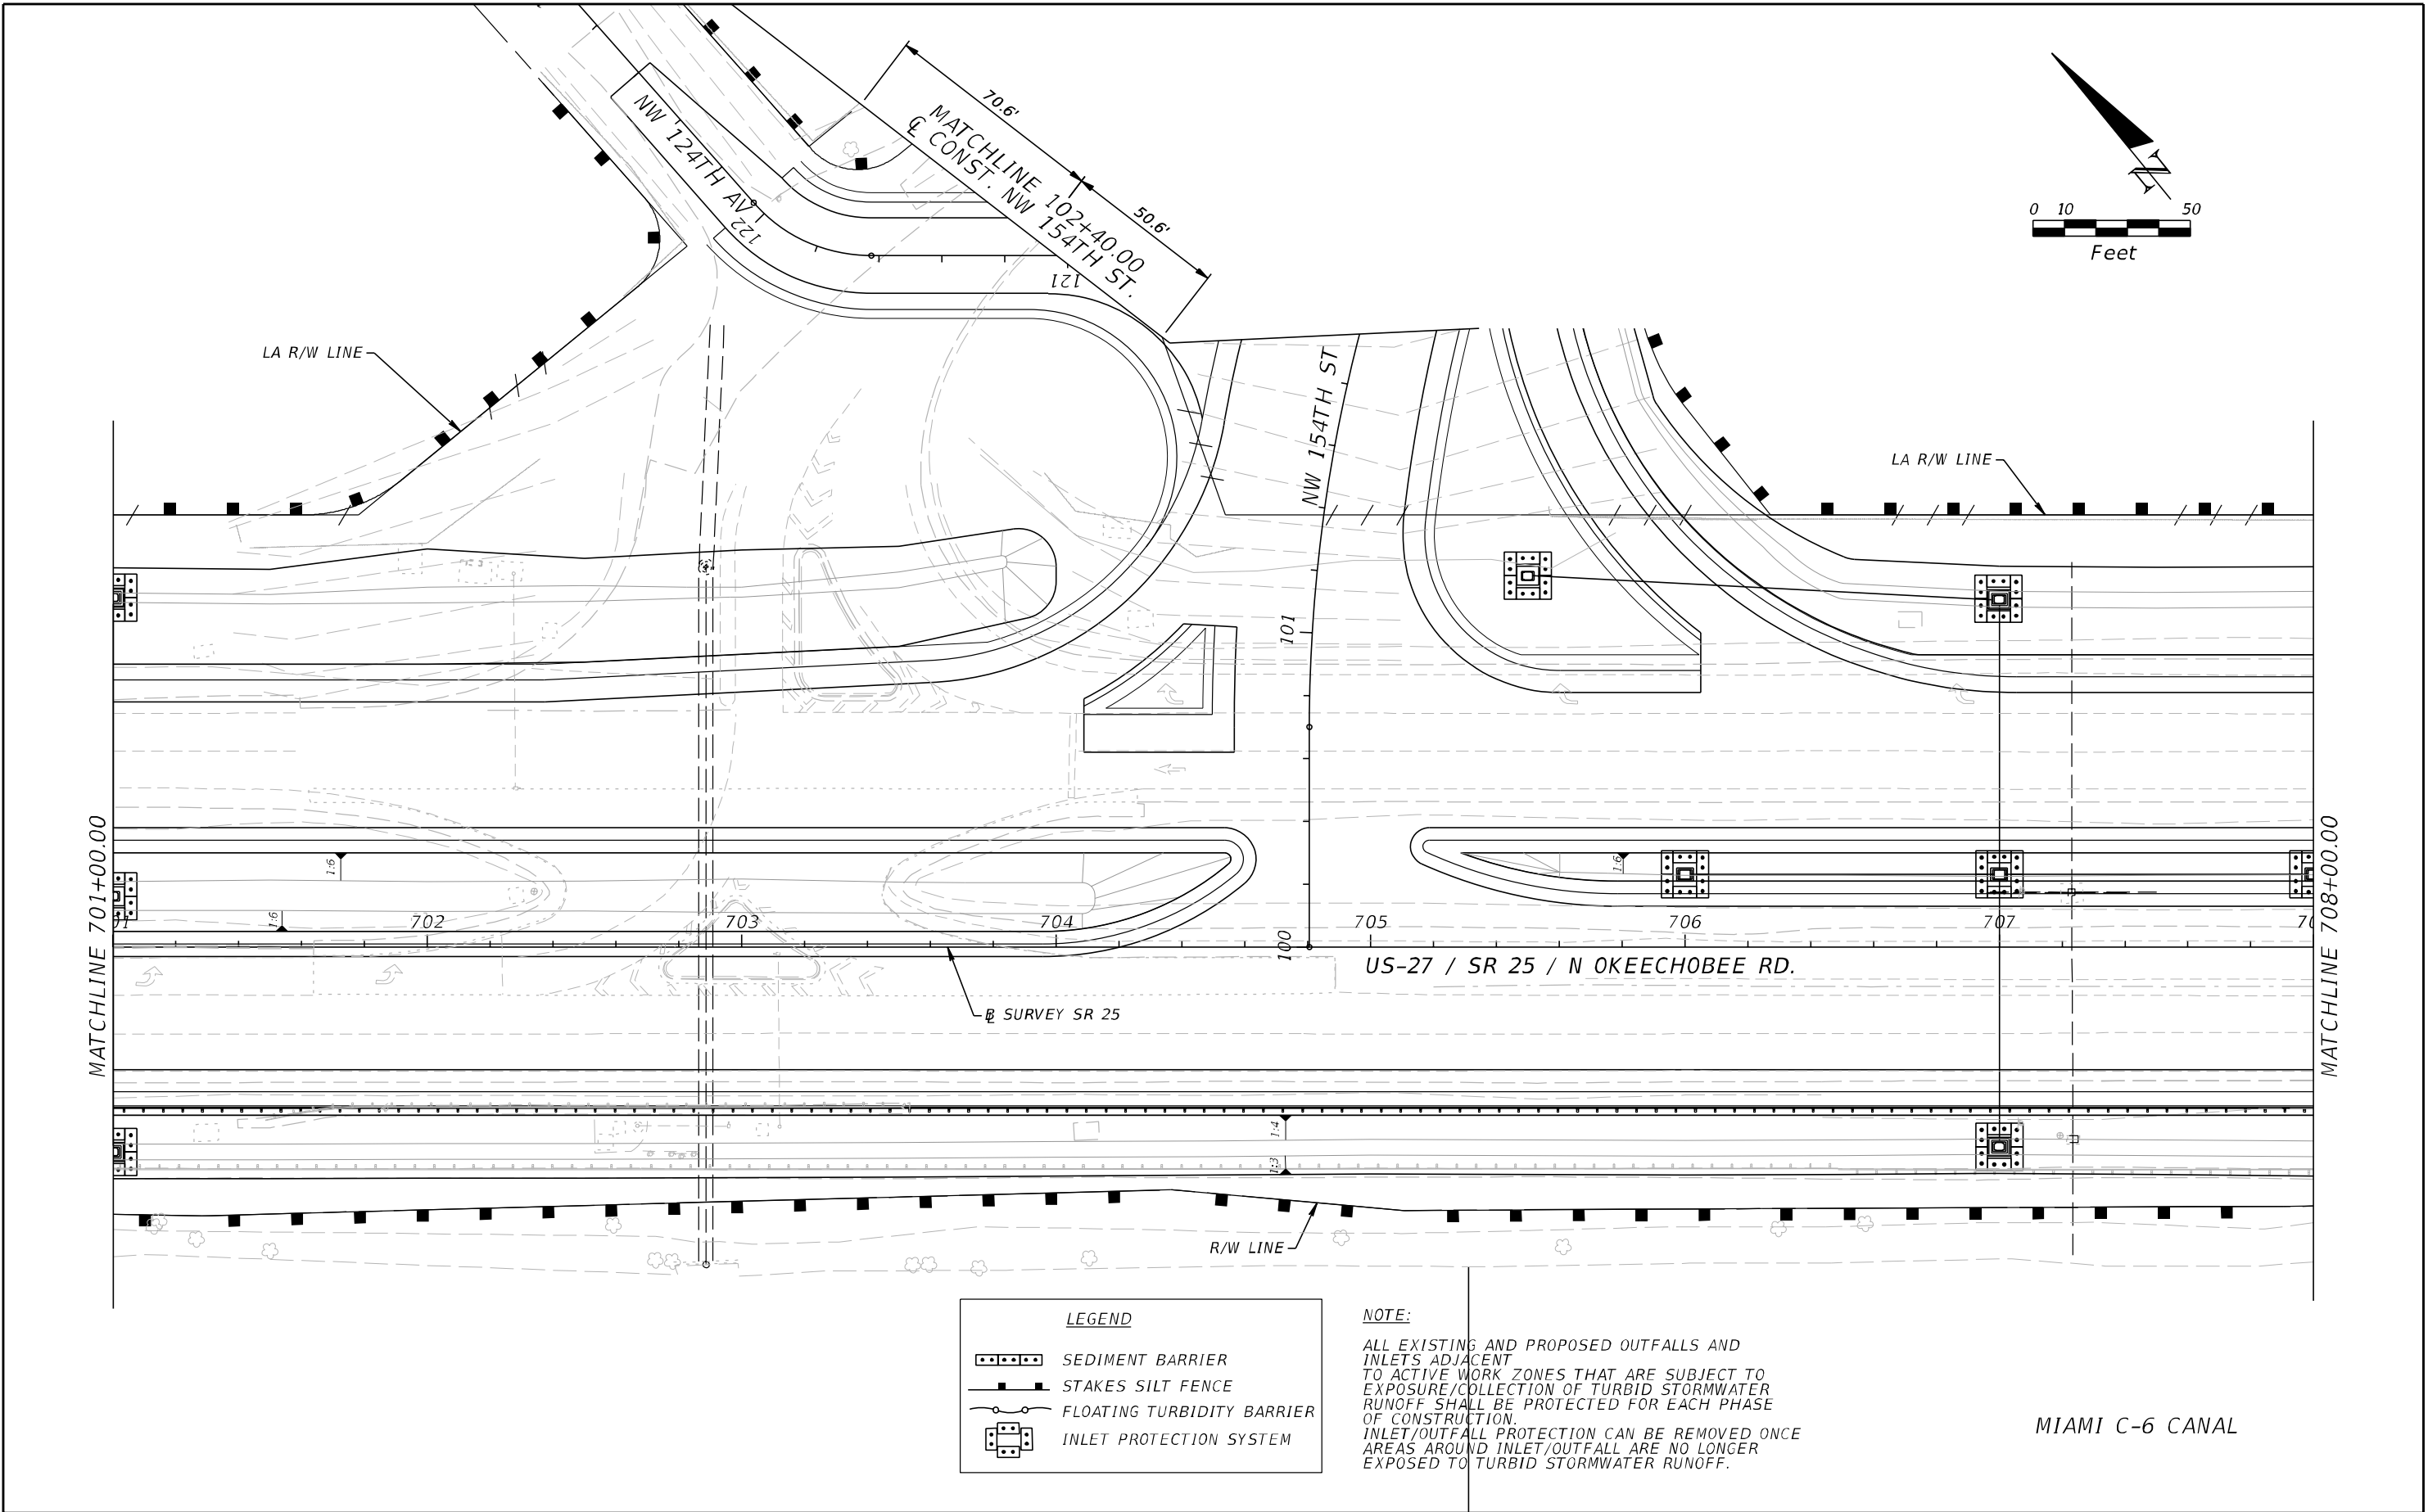 70.6'
MATCHLINE 102+40.00
℄ CONST. NW 154TH ST.
50.6'
NW 124TH AV
122
121
N
0 10 50
Feet
LA R/W LINE
NW 154TH ST
LA R/W LINE
101
1:6
1:6
1:6
MATCHLINE 701+00.00
01 702 703 704 705 706 707 70
100
US-27 / SR 25 / N OKEECHOBEE RD.
MATCHLINE 708+00.00
B͟L SURVEY SR 25
1:4
1:3
R/W LINE
LEGEND
SEDIMENT BARRIER
STAKES SILT FENCE
FLOATING TURBIDITY BARRIER
INLET PROTECTION SYSTEM
NOTE:
ALL EXISTING AND PROPOSED OUTFALLS AND
INLETS ADJACENT
TO ACTIVE WORK ZONES THAT ARE SUBJECT TO
EXPOSURE/COLLECTION OF TURBID STORMWATER
RUNOFF SHALL BE PROTECTED FOR EACH PHASE
OF CONSTRUCTION.
INLET/OUTFALL PROTECTION CAN BE REMOVED ONCE
AREAS AROUND INLET/OUTFALL ARE NO LONGER
EXPOSED TO TURBID STORMWATER RUNOFF.
MIAMI C-6 CANAL